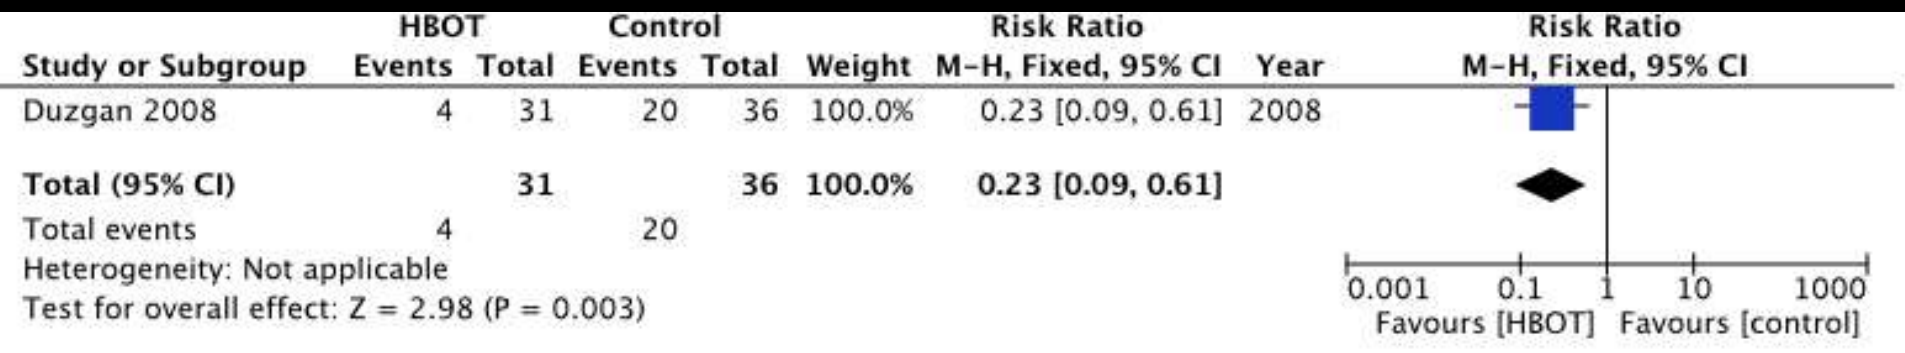 HBOT Control Risk Ratio Risk Ratio
Study or Subgroup Events Total Events Total Weight M-H, Fixed, 95% CI Year M-H, Fixed, 95% CI
Duzgan 2008 4 31 20 36 100.0% 0.23 [0.09, 0.61] 2008
Total (95% CI) 31 36 100.0% 0.23 [0.09, 0.61]
Total events 4 20
Heterogeneity: Not applicable
Test for overall effect: Z = 2.98 (P = 0.003)
0.001 0.1 1 10 1000
Favours [HBOT] Favours [control]